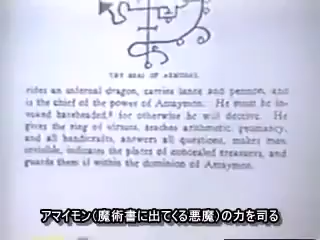 THE SEAL OF ASMODAY.
rides an infernal dragon, carries lance and pennon, and
is the chief of the power of Amaymon. He must be in-
voked bareheaded, for otherwise he will deceive. He
gives the ring of virtues, teaches arithmetic, geomancy,
and all handicrafts, answers all questions, makes men
invisible, indicates the places of concealed treasures, and
guards them if within the dominion of Amaymon.
アマイモン(魔術書に出てくる悪魔)の力を司る